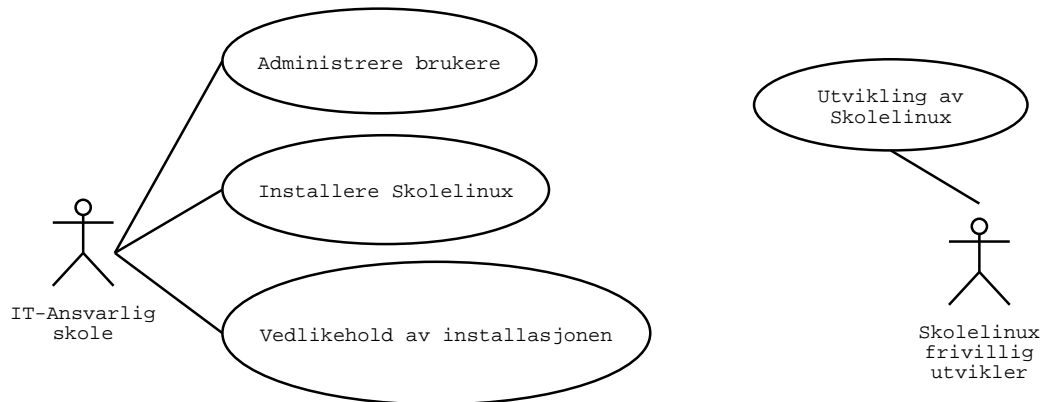 Administrere brukere
Utvikling av
Skolelinux
Installere Skolelinux
IT-Ansvarlig
skole
Vedlikehold av installasjonen
Skolelinux
frivillig
utvikler